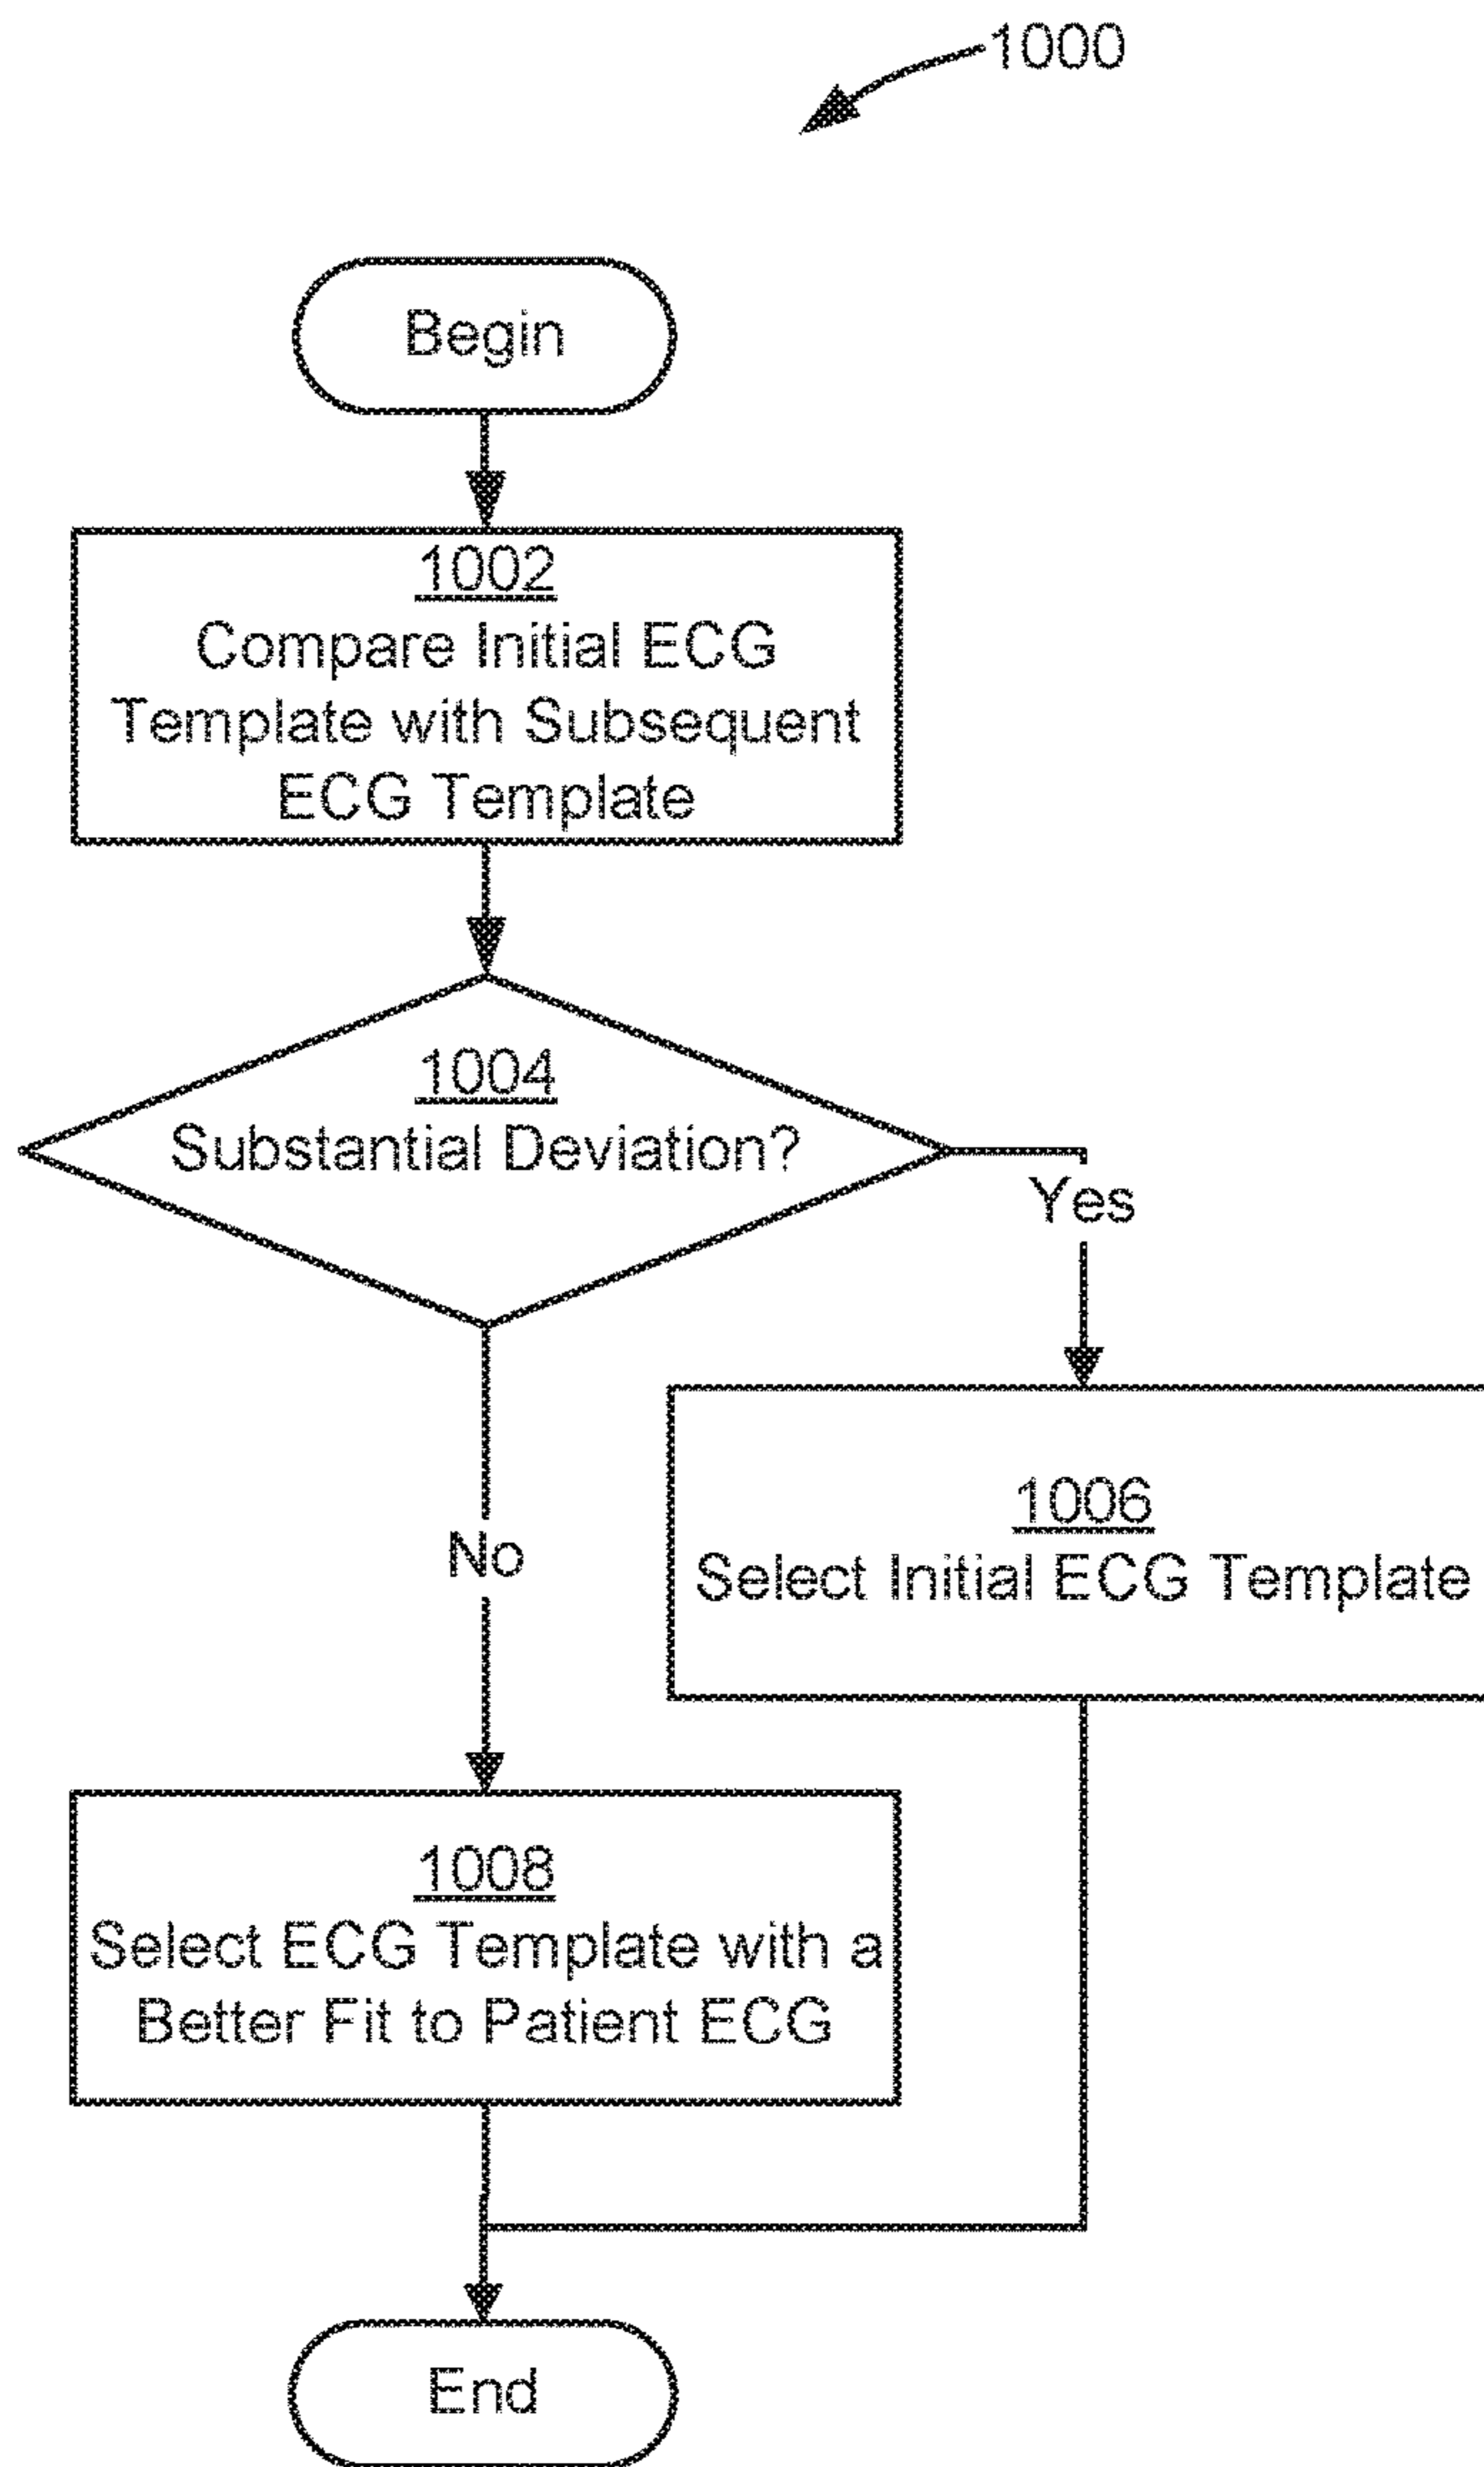 1000
Begin
1002
Compare Initial ECG
Template with Subsequent
ECG Template
1004
Substantial Deviation?
Yes
No
1006
Select Initial ECG Template
1008
Select ECG Template with a
Better Fit to Patient ECG
End